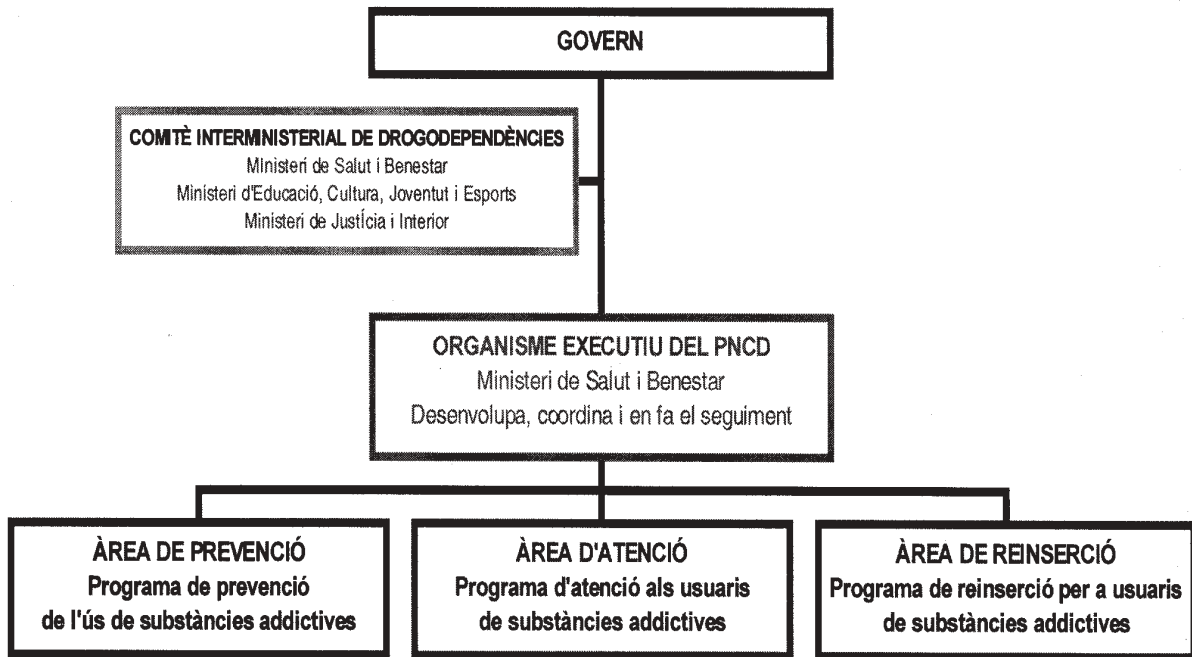 GOVERN
COMITÈ INTERMINISTERIAL DE DROGODEPENDÈNCIES
Ministeri de Salut i Benestar
Ministeri d'Educació, Cultura, Joventut i Esports
Ministeri de Justícia i Interior
ORGANISME EXECUTIU DEL PNCD
Ministeri de Salut i Benestar
Desenvolupa, coordina i en fa el seguiment
ÀREA DE PREVENCIÓ
Programa de prevenció
de l'ús de substàncies addictives
ÀREA D'ATENCIÓ
Programa d'atenció als usuaris
de substàncies addictives
ÀREA DE REINSERCIÓ
Programa de reinserció per a usuaris
de substàncies addictives